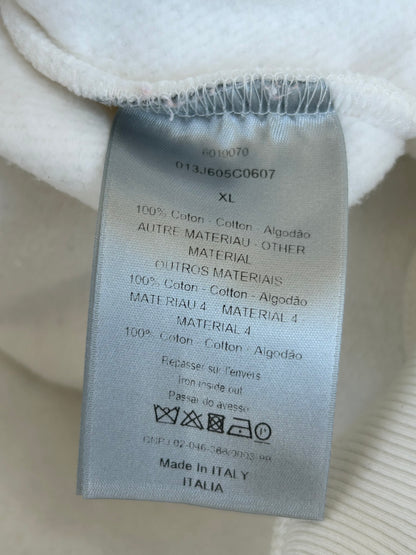 6010070
013J605C0607
XL
100% Coton - Cotton - Algodão
AUTRE MATERIAU - OTHER
MATERIAL
OUTROS MATERIAIS
100% Coton - Cotton - Algodão
MATERIAU 4 - MATERIAL 4
MATERIAL 4
100% Coton - Cotton - Algodão
Repasser sur l'envers
Iron inside out
Passar do avesso
P
Made In ITALY
ITALIA